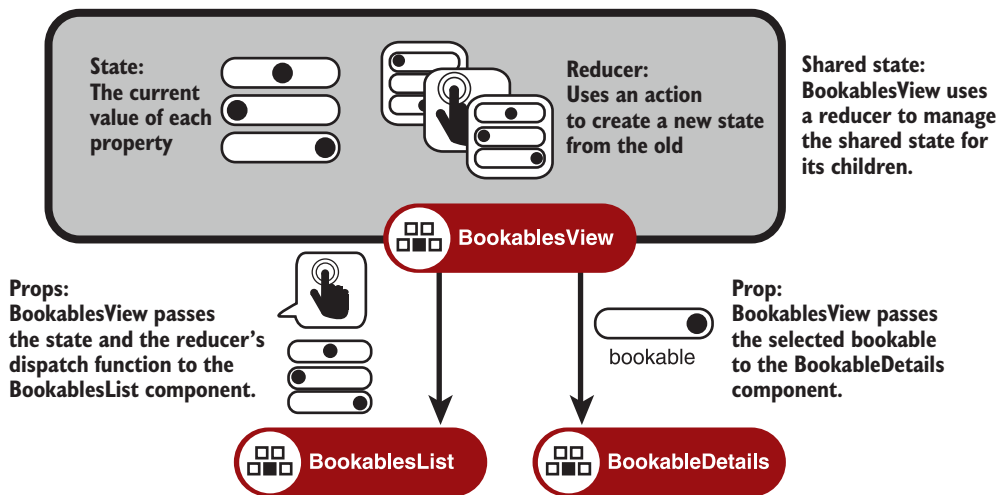 State:
The current
value of each
property
Reducer:
Uses an action
to create a new state
from the old
Shared state:
BookablesView uses
a reducer to manage
the shared state for
its children.
BookablesView
Props:
BookablesView passes
the state and the reducer’s
dispatch function to the
BookablesList component.
bookable
Prop:
BookablesView passes
the selected bookable
to the BookableDetails
component.
BookablesList
BookableDetails